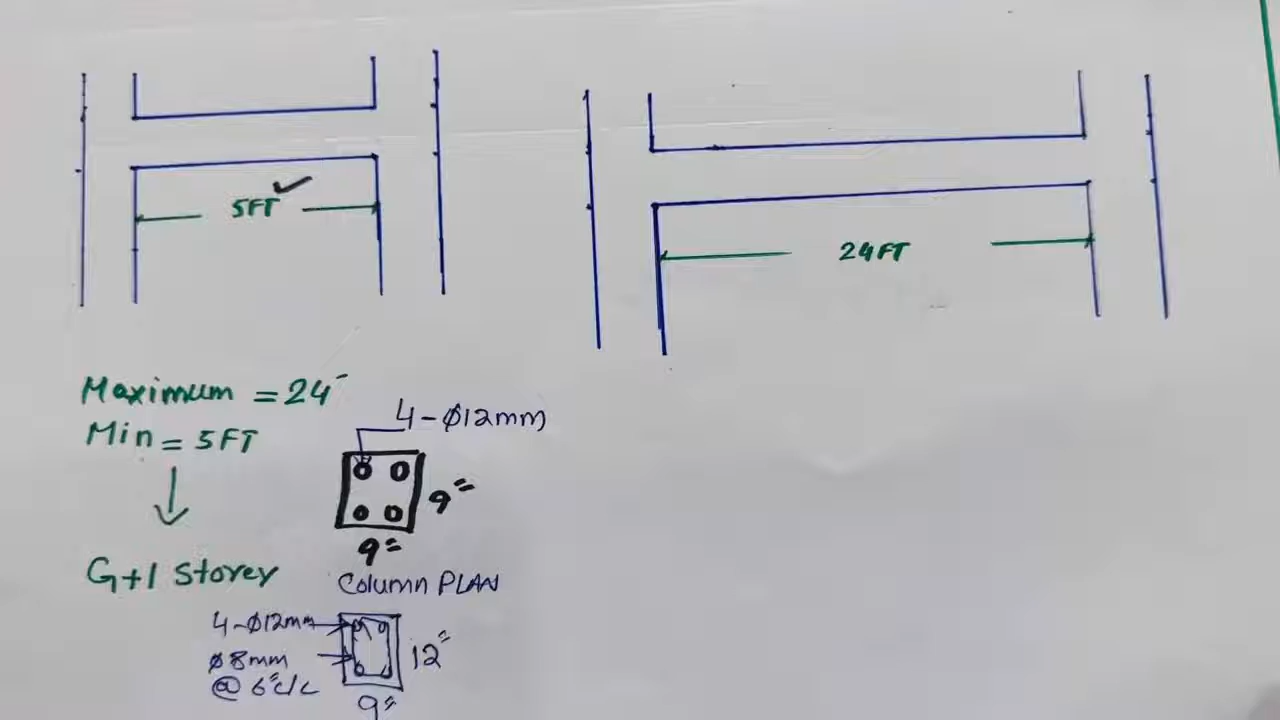 5FT
24FT
Maximum = 24'
Min = 5FT
4-Ø12mm
9"
9"
G+1 Storey
Column PLAN
4-Ø12mm
Ø8mm
@ 6"c/c
12"
9"